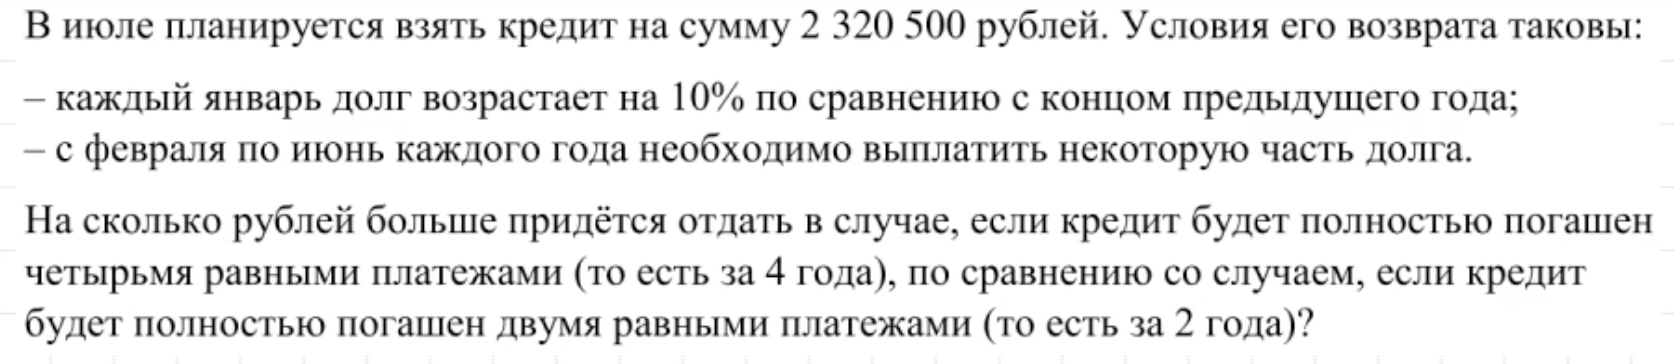 В июле планируется взять кредит на сумму 2 320 500 рублей. Условия его возврата таковы:
– каждый январь долг возрастает на 10% по сравнению с концом предыдущего года;
– с февраля по июнь каждого года необходимо выплатить некоторую часть долга.
На сколько рублей больше придётся отдать в случае, если кредит будет полностью погашен
четырьмя равными платежами (то есть за 4 года), по сравнению со случаем, если кредит
будет полностью погашен двумя равными платежами (то есть за 2 года)?